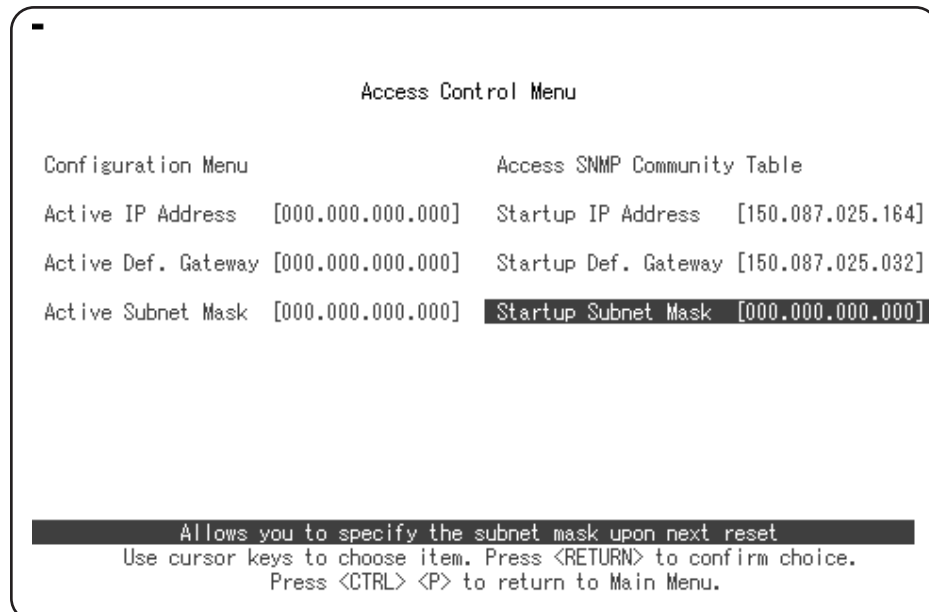 Access Control Menu
Configuration Menu Access SNMP Community Table
Active IP Address [000.000.000.000] Startup IP Address [150.087.025.164]
Active Def. Gateway [000.000.000.000] Startup Def. Gateway [150.087.025.032]
Active Subnet Mask [000.000.000.000] Startup Subnet Mask [000.000.000.000]
Allows you to specify the subnet mask upon next reset
Use cursor keys to choose item. Press <RETURN> to confirm choice.
Press <CTRL> <P> to return to Main Menu.